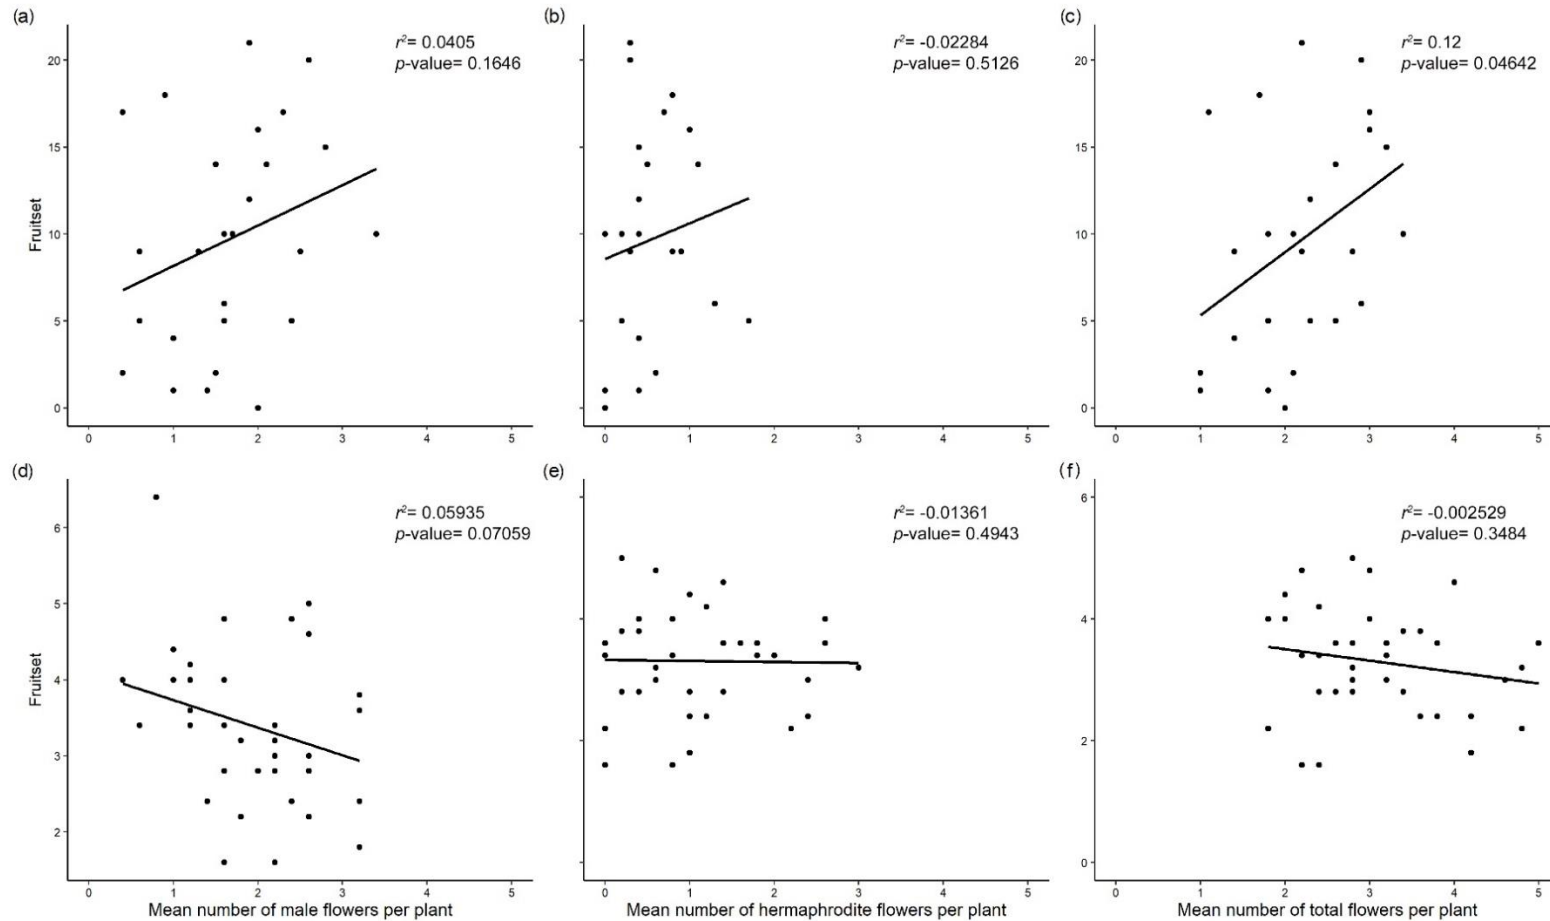 (a)
r²= 0.0405
p-value= 0.1646
Fruitset
20
15
10
5
0
0 1 2 3 4 5
(b)
r²= -0.02284
p-value= 0.5126
0 1 2 3 4 5
(c)
r²= 0.12
p-value= 0.04642
20
15
10
5
0
0 1 2 3 4 5
(d)
r²= 0.05935
p-value= 0.07059
Fruitset
6
5
4
3
2
0 1 2 3 4 5
Mean number of male flowers per plant
(e)
r²= -0.01361
p-value= 0.4943
0 1 2 3 4 5
Mean number of hermaphrodite flowers per plant
(f)
r²= -0.002529
p-value= 0.3484
6
4
2
0
0 1 2 3 4 5
Mean number of total flowers per plant